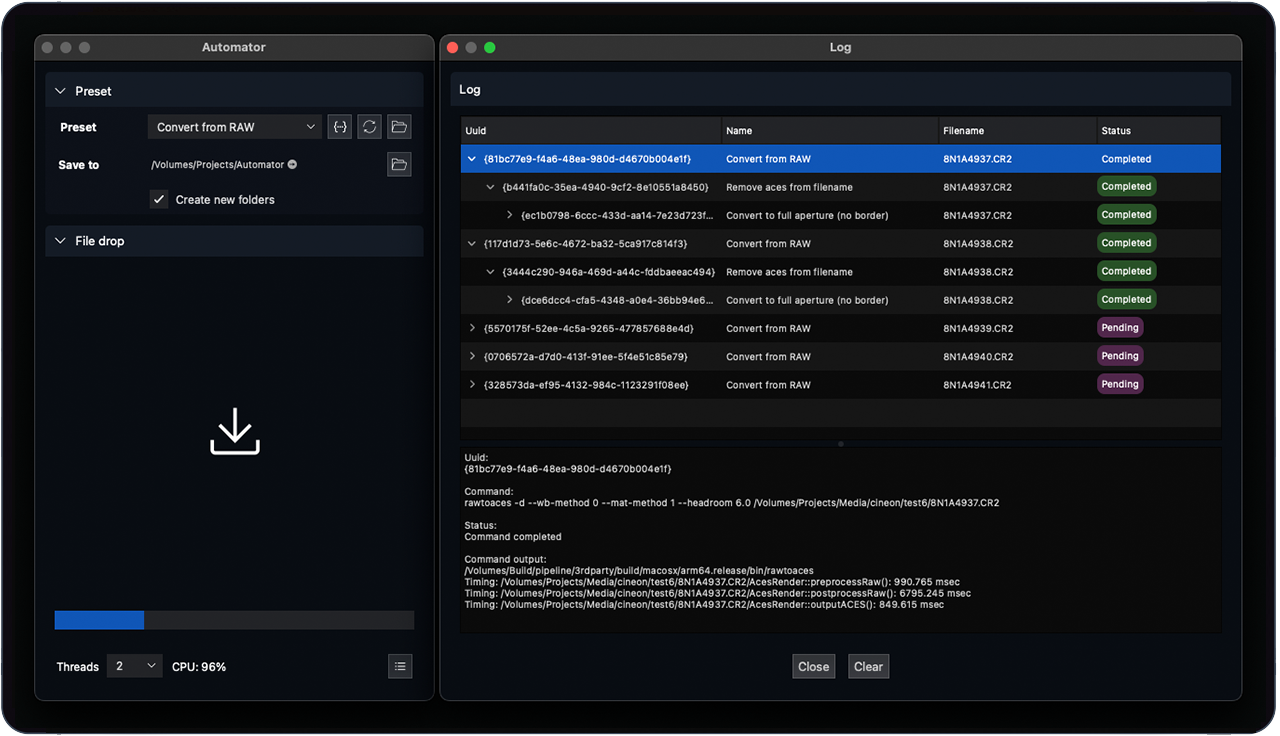 Automator
Preset
Preset Convert from RAW {··}
Save to /Volumes/Projects/Automator
Create new folders
File drop
Threads 2 CPU: 96%
Log
Log
Uuid Name Filename Status
{81bc77e9-f4a6-48ea-980d-d4670b004e1f} Convert from RAW 8N1A4937.CR2 Completed
{b441fa0c-35ea-4940-9cf2-8e10551a8450} Remove aces from filename 8N1A4937.CR2 Completed
{ec1b0798-6ccc-433d-aa14-7e23d723f... Convert to full aperture (no border) 8N1A4937.CR2 Completed
{117d1d73-5e6c-4672-ba32-5ca917c814f3} Convert from RAW 8N1A4938.CR2 Completed
{3444c290-946a-469d-a44c-fddbaeeac494} Remove aces from filename 8N1A4938.CR2 Completed
{dce6dcc4-cfa5-4348-a0e4-36bb94e6... Convert to full aperture (no border) 8N1A4938.CR2 Completed
{5570175f-52ee-4c5a-9265-477857688e4d} Convert from RAW 8N1A4939.CR2 Pending
{0706572a-d7d0-413f-91ee-5f4e51c85e79} Convert from RAW 8N1A4940.CR2 Pending
{328573da-ef95-4132-984c-1123291f08ee} Convert from RAW 8N1A4941.CR2 Pending
Uuid:
{81bc77e9-f4a6-48ea-980d-d4670b004e1f}
Command:
rawtoaces -d --wb-method 0 --mat-method 1 --headroom 6.0 /Volumes/Projects/Media/cineon/test6/8N1A4937.CR2
Status:
Command completed
Command output:
/Volumes/Build/pipeline/3rdparty/build/macosx/arm64.release/bin/rawtoaces
Timing: /Volumes/Projects/Media/cineon/test6/8N1A4937.CR2/AcesRender::preprocessRaw(): 990.765 msec
Timing: /Volumes/Projects/Media/cineon/test6/8N1A4937.CR2/AcesRender::postprocessRaw(): 6795.245 msec
Timing: /Volumes/Projects/Media/cineon/test6/8N1A4937.CR2/AcesRender::outputACES(): 849.615 msec
Close Clear